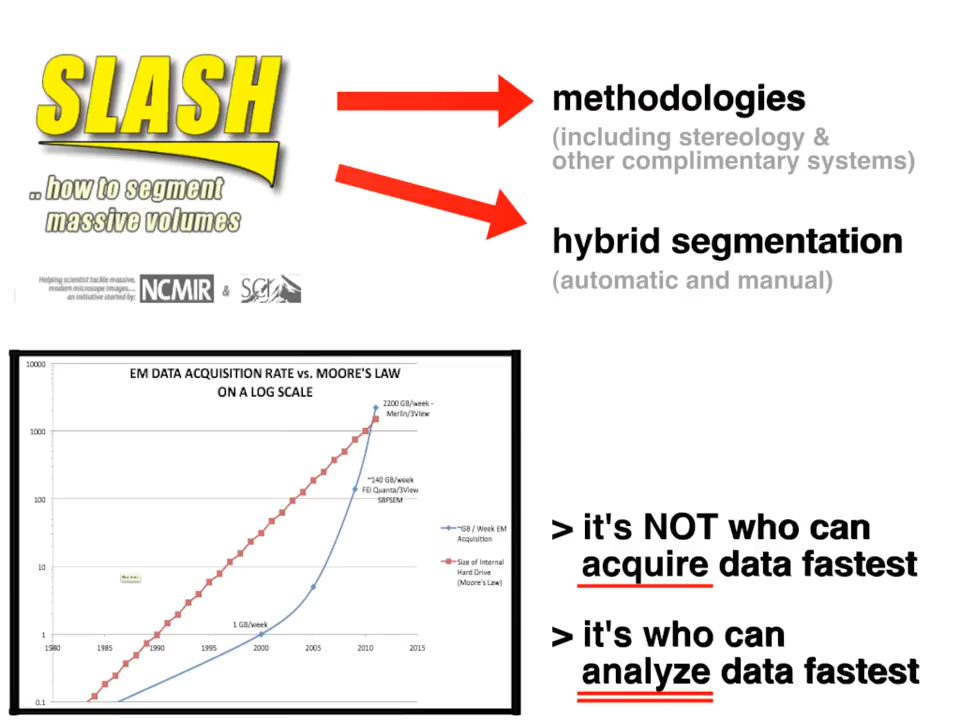 SLASH
.. how to segment
massive volumes
Helping scientist tackle massive,
modern microscope images....
an initiative started by:
NCMIR & SCI
methodologies
(including stereology &
other complimentary systems)
hybrid segmentation
(automatic and manual)
EM DATA ACQUISITION RATE vs. MOORE'S LAW
ON A LOG SCALE
10000
1000
100
10
1
0.1
1980 1985 1990 1995 2000 2005 2010 2015
2200 GB/week -
Merlin/3View
~140 GB/week
FEI Quanta/3View
SBFSEM
1 GB/week
~GB / Week EM
Acquisition
Size of Internal
Hard Drive
(Moore's Law)
> it's NOT who can
acquire data fastest
> it's who can
analyze data fastest